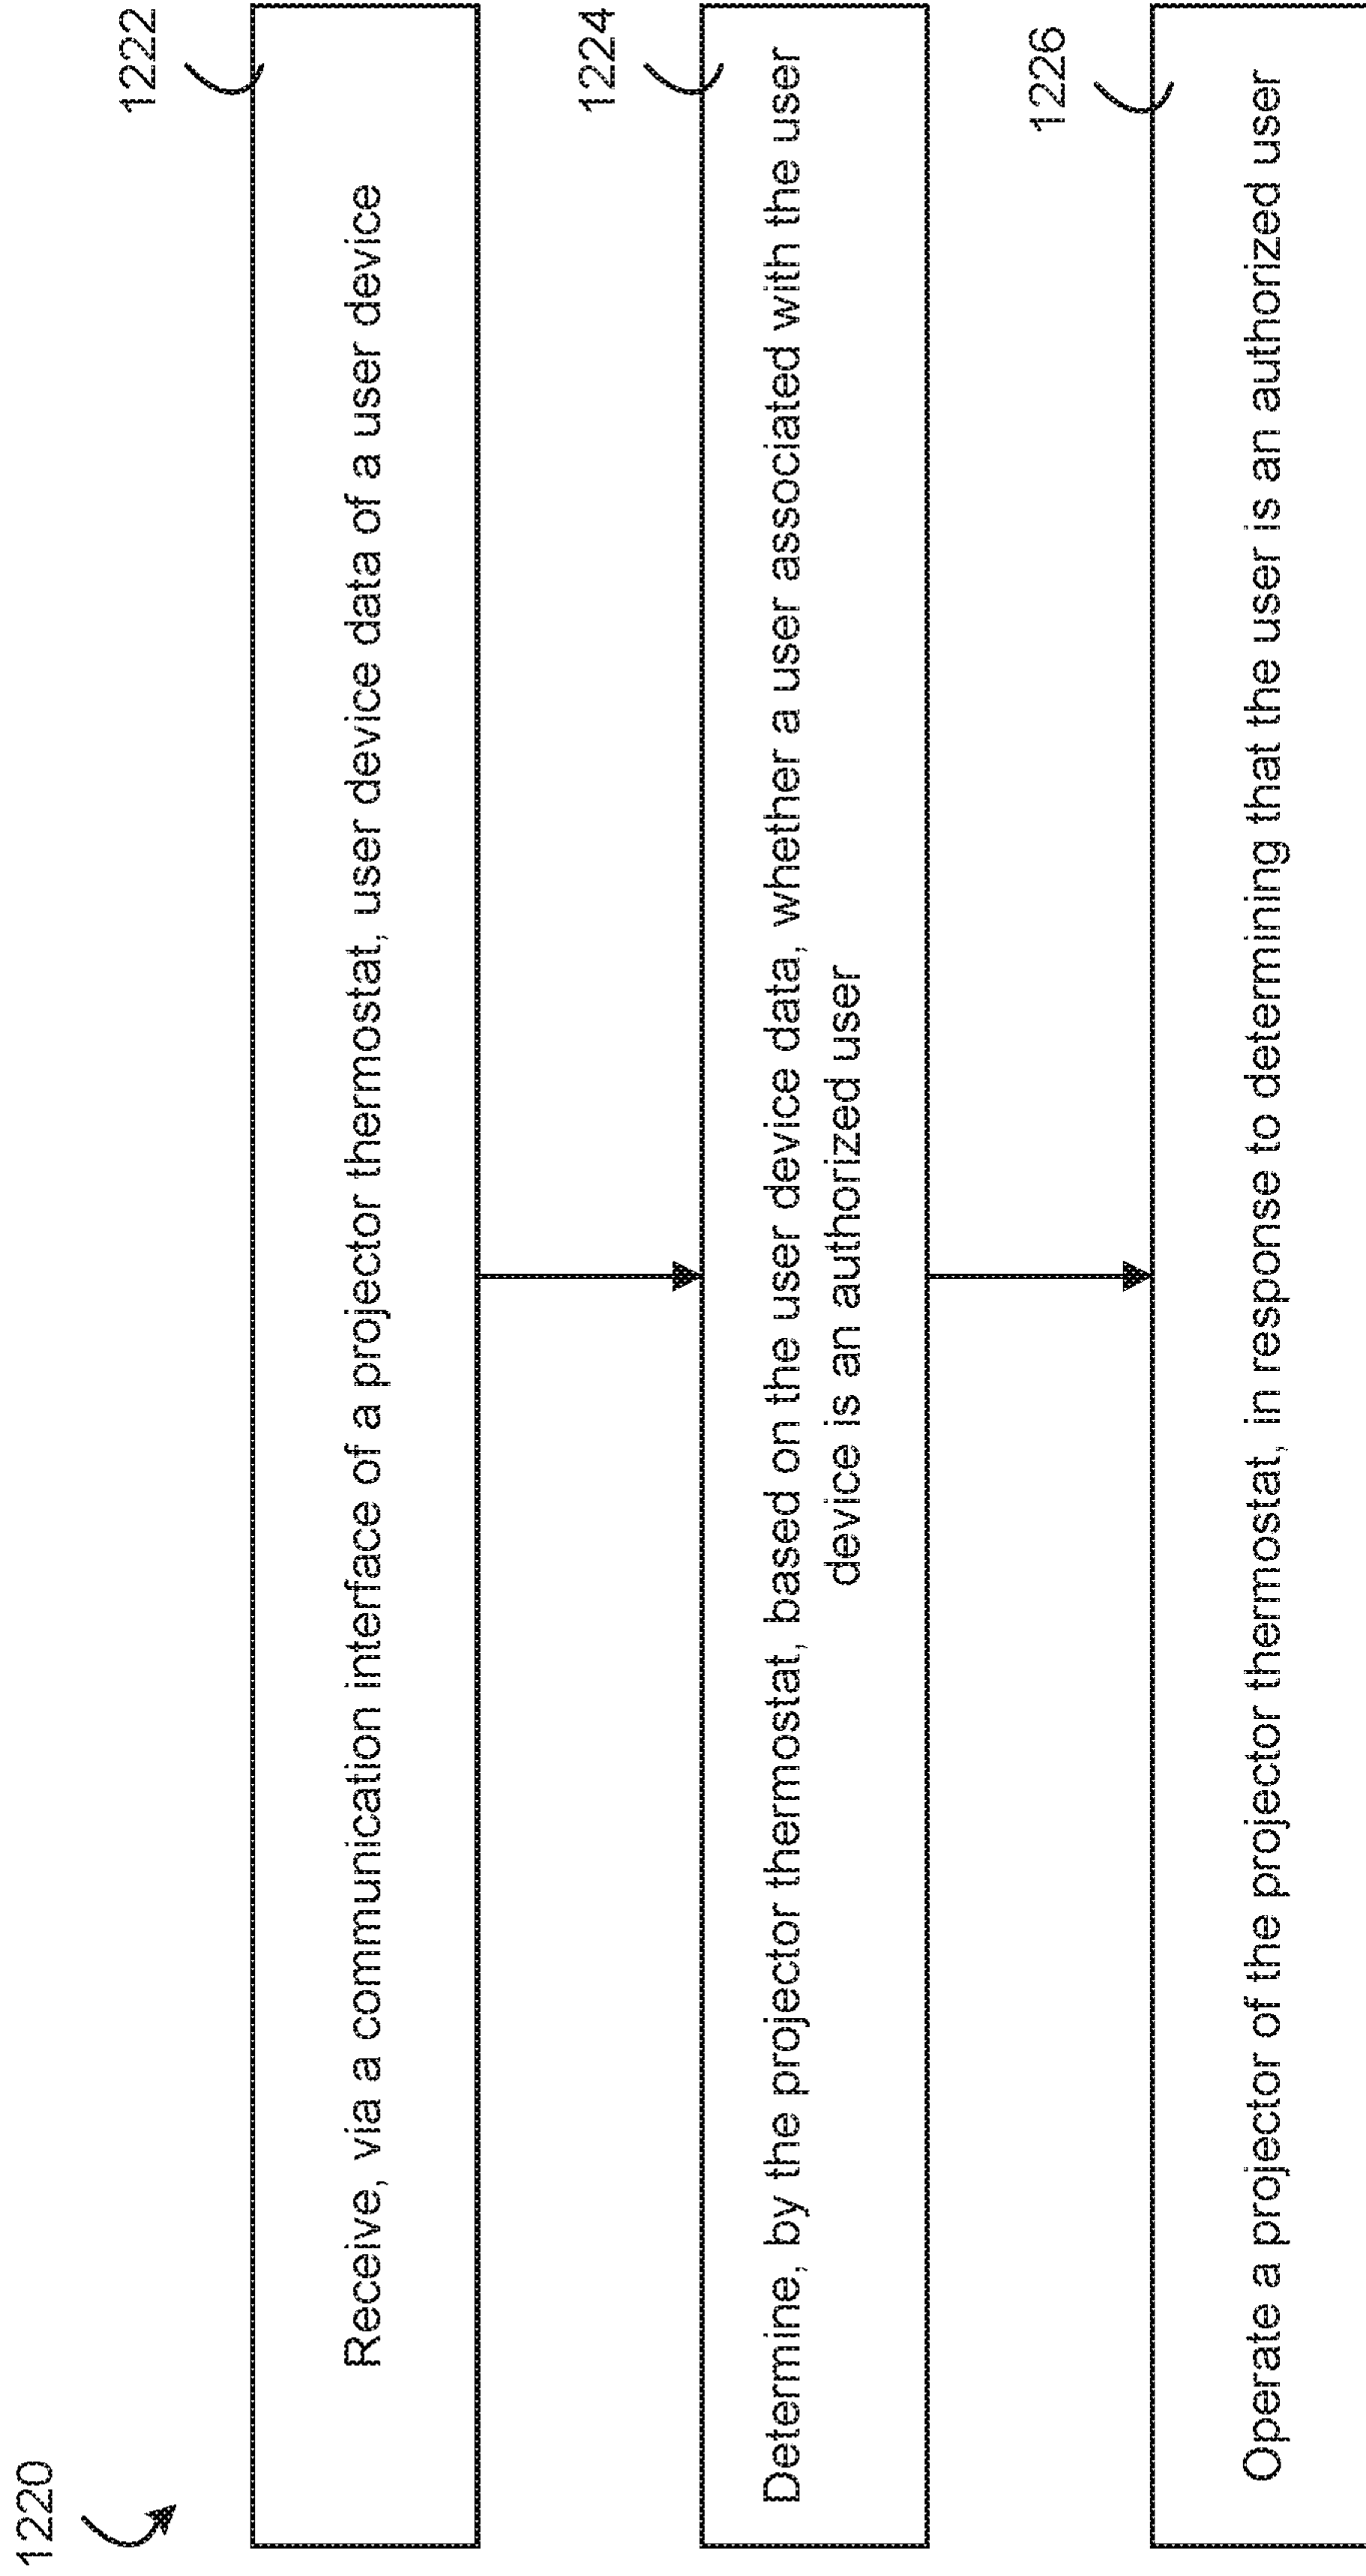 1220
1222
Receive, via a communication interface of a projector thermostat, user device data of a user device
1224
Determine, by the projector thermostat, based on the user device data, whether a user associated with the user
device is an authorized user
1226
Operate a projector of the projector thermostat, in response to determining that the user is an authorized user